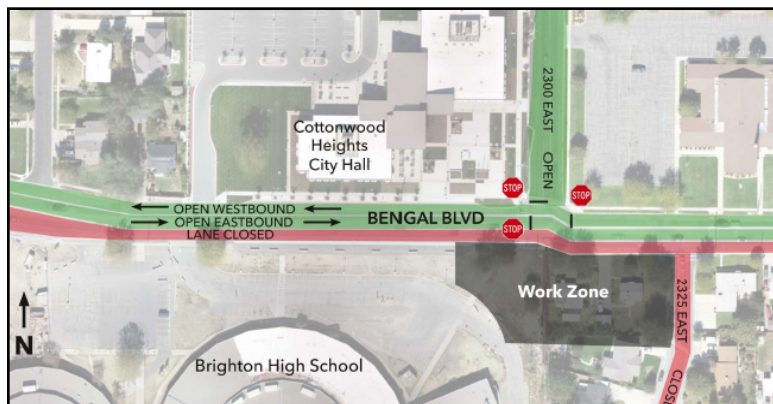 2300 EAST OPEN
Cottonwood
Heights
City Hall
STOP
STOP
OPEN WESTBOUND
OPEN EASTBOUND
LANE CLOSED
BENGAL BLVD
STOP
Work Zone
2325 EAST CLOS
N
Brighton High School